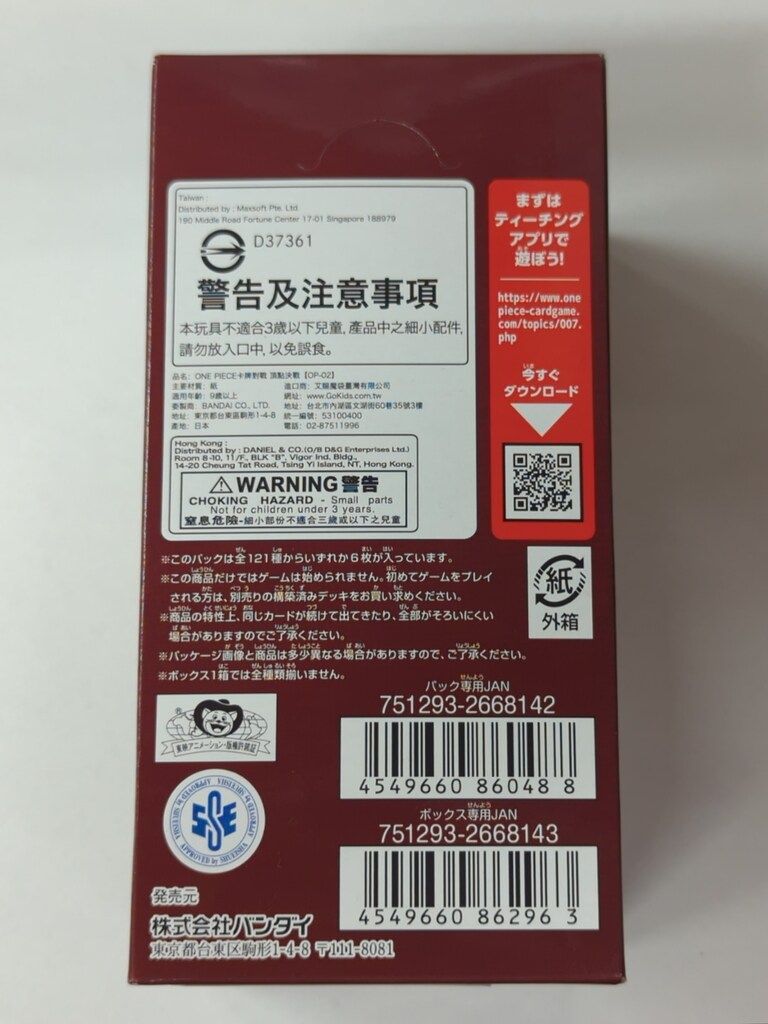 Taiwan :
Distributed by : Maxsoft Pte. Ltd.
190 Middle Road Fortune Center 17-01 Singapore 188979
D37361
警告及注意事項
本玩具不適合3歲以下兒童, 產品中之細小配件,
請勿放入口中, 以免誤食。
品名: ONE PIECE卡牌對戰 頂點決戰【OP-02】
主要材質: 紙
適用年齡: 9歲以上
委製商: BANDAI CO., LTD.
地址: 東京都台東區駒形1-4-8
產地: 日本
進口商: 艾賜魔袋臺灣有限公司
網址: www.GoKids.com.tw
地址: 台北市內湖區文湖街60巷35號3樓
統一編號: 53100400
電話: 02-87511996
Hong Kong :
Distributed by : DANIEL & CO.(O/B D&G Enterprises Ltd.)
Room 8-10, 11/F., BLK "B", Vigor Ind. Bldg.,
14-20 Cheung Tat Road, Tsing Yi Island, NT, Hong Kong.
WARNING 警告
CHOKING HAZARD - Small parts
Not for children under 3 years.
窒息危險-細小部份不適合三歲或以下之兒童
まずは
ティーチング
アプリで
遊ぼう!
https://www.one
piece-cardgame.
com/topics/007.
php
今すぐ
ダウンロード
※このパックは全121種からいずれか6枚が入っています。
※この商品だけではゲームは始められません。初めてゲームをプレイ
される方は、別売りの構築済みデッキをお買い求めください。
※商品の特性上、同じカードが続けて出てきたり、全部がそろいにくい
場合がありますのでご了承ください。
※パッケージ画像と商品は多少異なる場合がありますので、ご了承ください。
※ボックス1箱では全種類揃いません。
紙
外箱
パック専用JAN
751293-2668142
4549660 86048 8
ボックス専用JAN
751293-2668143
4549660 86296 3
東映アニメーション・版権許諾証
APPROVED by SHUEISHA
発売元
株式会社バンダイ
東京都台東区駒形1-4-8 〒111-8081